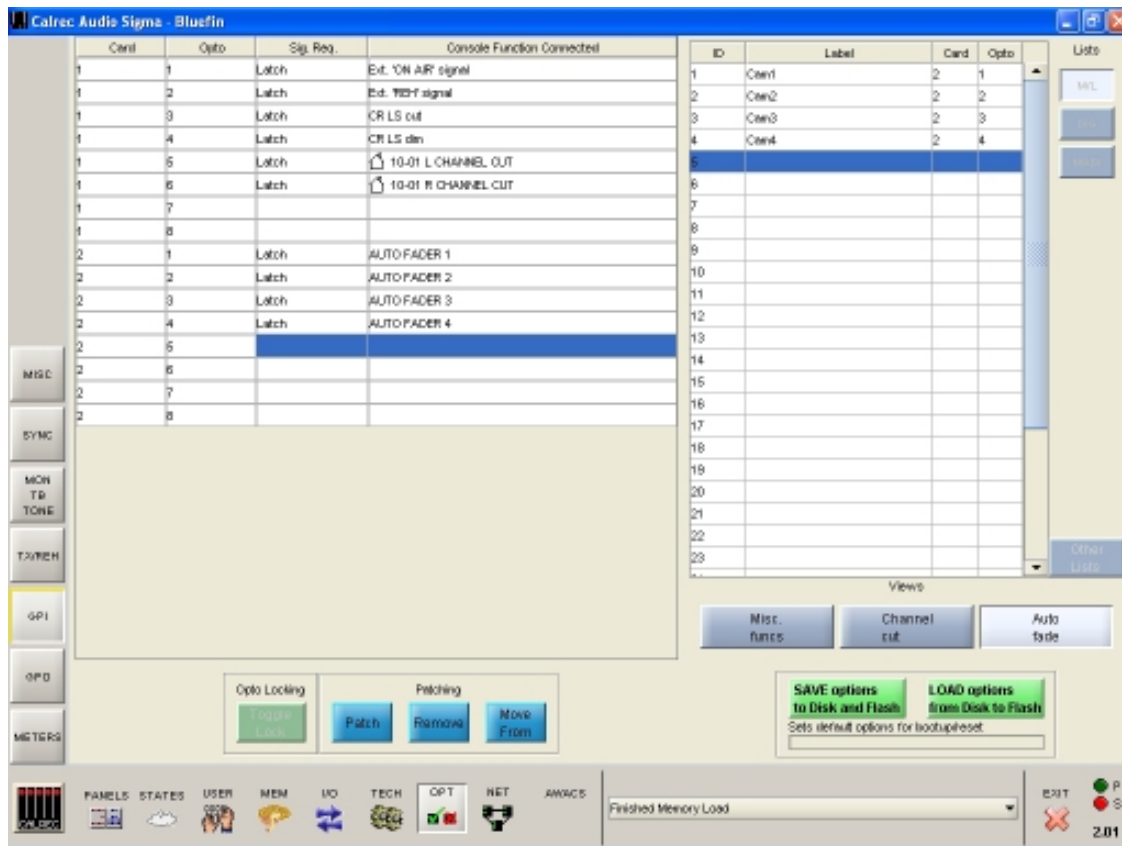 Calrec Audio Sigma - Bluefin
Card Opto Sig. Req. Console Function Connected
1 1 Latch Ext. 'ON AIR' signal
1 2 Latch Ext. 'REH' signal
1 3 Latch CR LS cut
1 4 Latch CR LS dim
1 5 Latch 10-01 L CHANNEL CUT
1 6 Latch 10-01 R CHANNEL CUT
1 7
1 8
2 1 Latch AUTO FADER 1
2 2 Latch AUTO FADER 2
2 3 Latch AUTO FADER 3
2 4 Latch AUTO FADER 4
2 5
2 6
2 7
2 8
ID Label Card Opto
1 Cam1 2 1
2 Cam2 2 2
3 Cam3 2 3
4 Cam4 2 4
5
6
7
8
9
10
11
12
13
14
15
16
17
18
19
20
21
22
23
Lists
Other
Lists
MISC
SYNC
MON
TB
TONE
TX/REH
GPI
GPO
METERS
Views
Misc.
funcs
Channel
cut
Auto
fade
Opto Locking
Toggle
Lock
Patching
Patch
Remove
Move
From
SAVE options
to Disk and Flash
LOAD options
from Disk to Flash
Sets default options for bootup/reset
CALREC
PANELS
STATES
USER
MEM
I/O
TECH
OPT
NET
AWACS
Finished Memory Load
EXIT
P
S
2.01